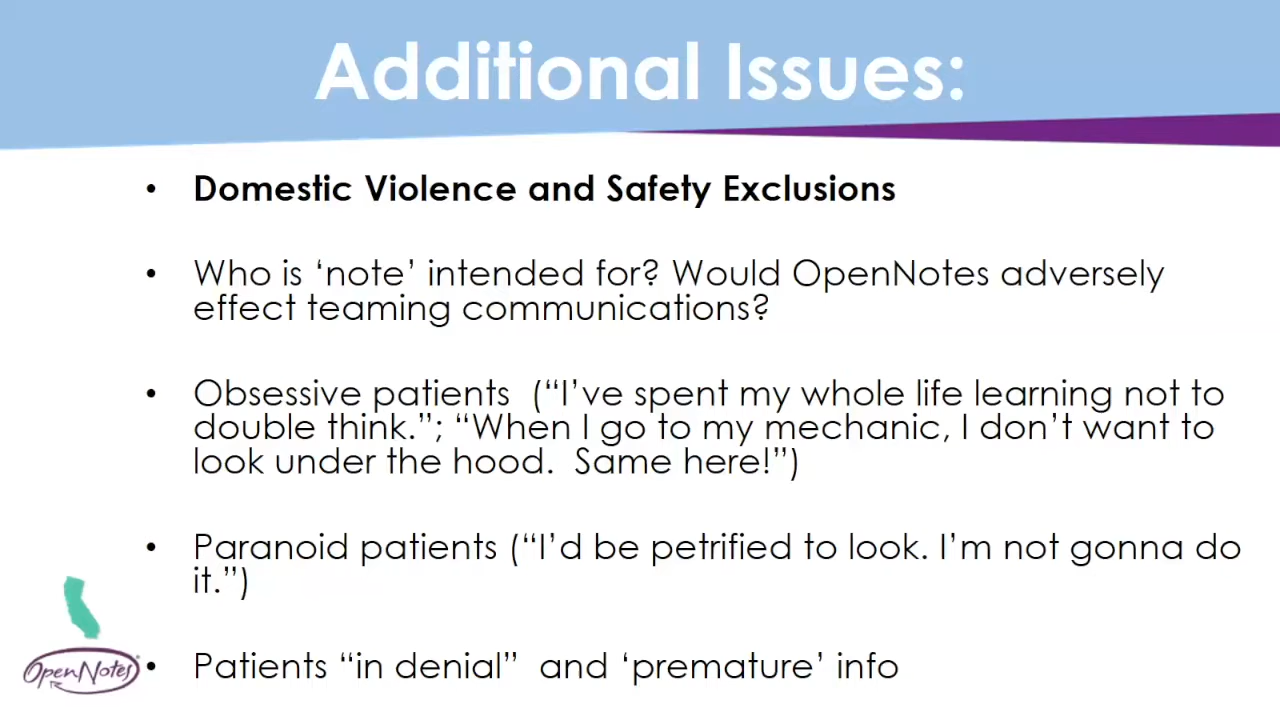 Additional Issues:
• Domestic Violence and Safety Exclusions
• Who is ‘note’ intended for? Would OpenNotes adversely
effect teaming communications?
• Obsessive patients  (“I’ve spent my whole life learning not to
double think.”; “When I go to my mechanic, I don’t want to
look under the hood.  Same here!”)
• Paranoid patients (“I’d be petrified to look. I’m not gonna do
it.”)
• Patients “in denial”  and ‘premature’ info
OpenNotes